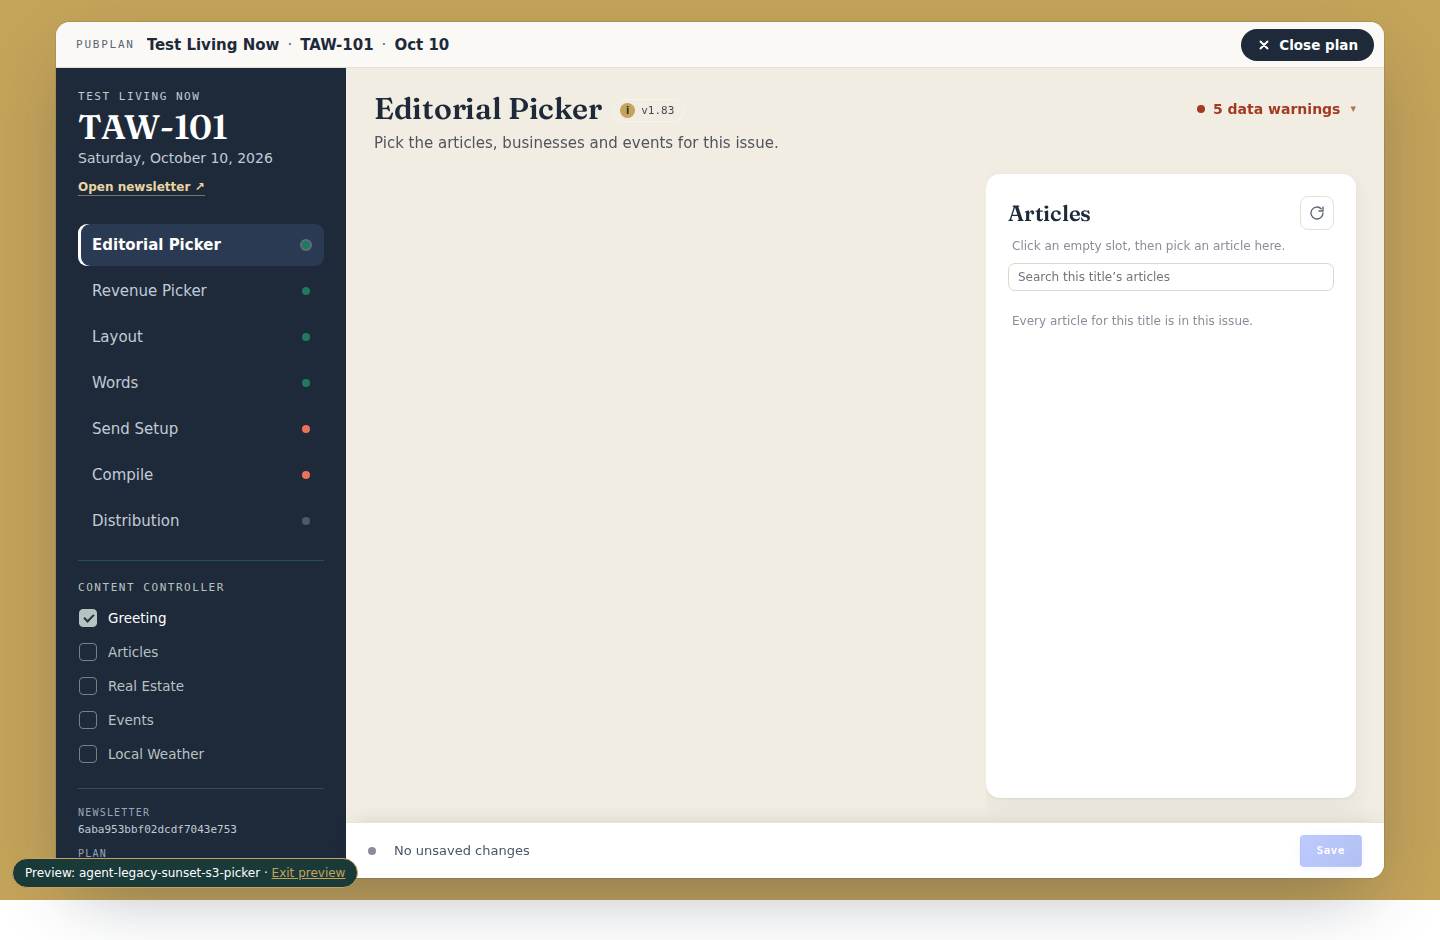 PUBPLAN Test Living Now · TAW-101 · Oct 10
✕ Close plan
TEST LIVING NOW
TAW-101
Saturday, October 10, 2026
Open newsletter ↗
Editorial Picker
Revenue Picker
Layout
Words
Send Setup
Compile
Distribution
CONTENT CONTROLLER
Greeting
Articles
Real Estate
Events
Local Weather
NEWSLETTER
6aba953bbf02dcdf7043e753
PLAN
Preview: agent-legacy-sunset-s3-picker · Exit preview
Editorial Picker i v1.83
5 data warnings ▾
Pick the articles, businesses and events for this issue.
Articles
Click an empty slot, then pick an article here.
Search this title’s articles
Every article for this title is in this issue.
No unsaved changes
Save